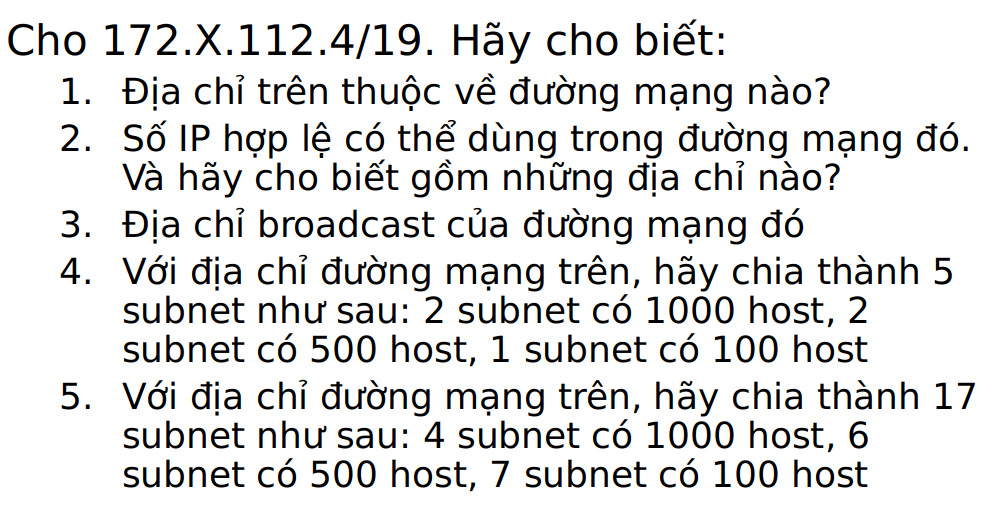 Cho 172.X.112.4/19. Hãy cho biết:
1. Địa chỉ trên thuộc về đường mạng nào?
2. Số IP hợp lệ có thể dùng trong đường mạng đó.
Và hãy cho biết gồm những địa chỉ nào?
3. Địa chỉ broadcast của đường mạng đó
4. Với địa chỉ đường mạng trên, hãy chia thành 5
subnet như sau: 2 subnet có 1000 host, 2
subnet có 500 host, 1 subnet có 100 host
5. Với địa chỉ đường mạng trên, hãy chia thành 17
subnet như sau: 4 subnet có 1000 host, 6
subnet có 500 host, 7 subnet có 100 host